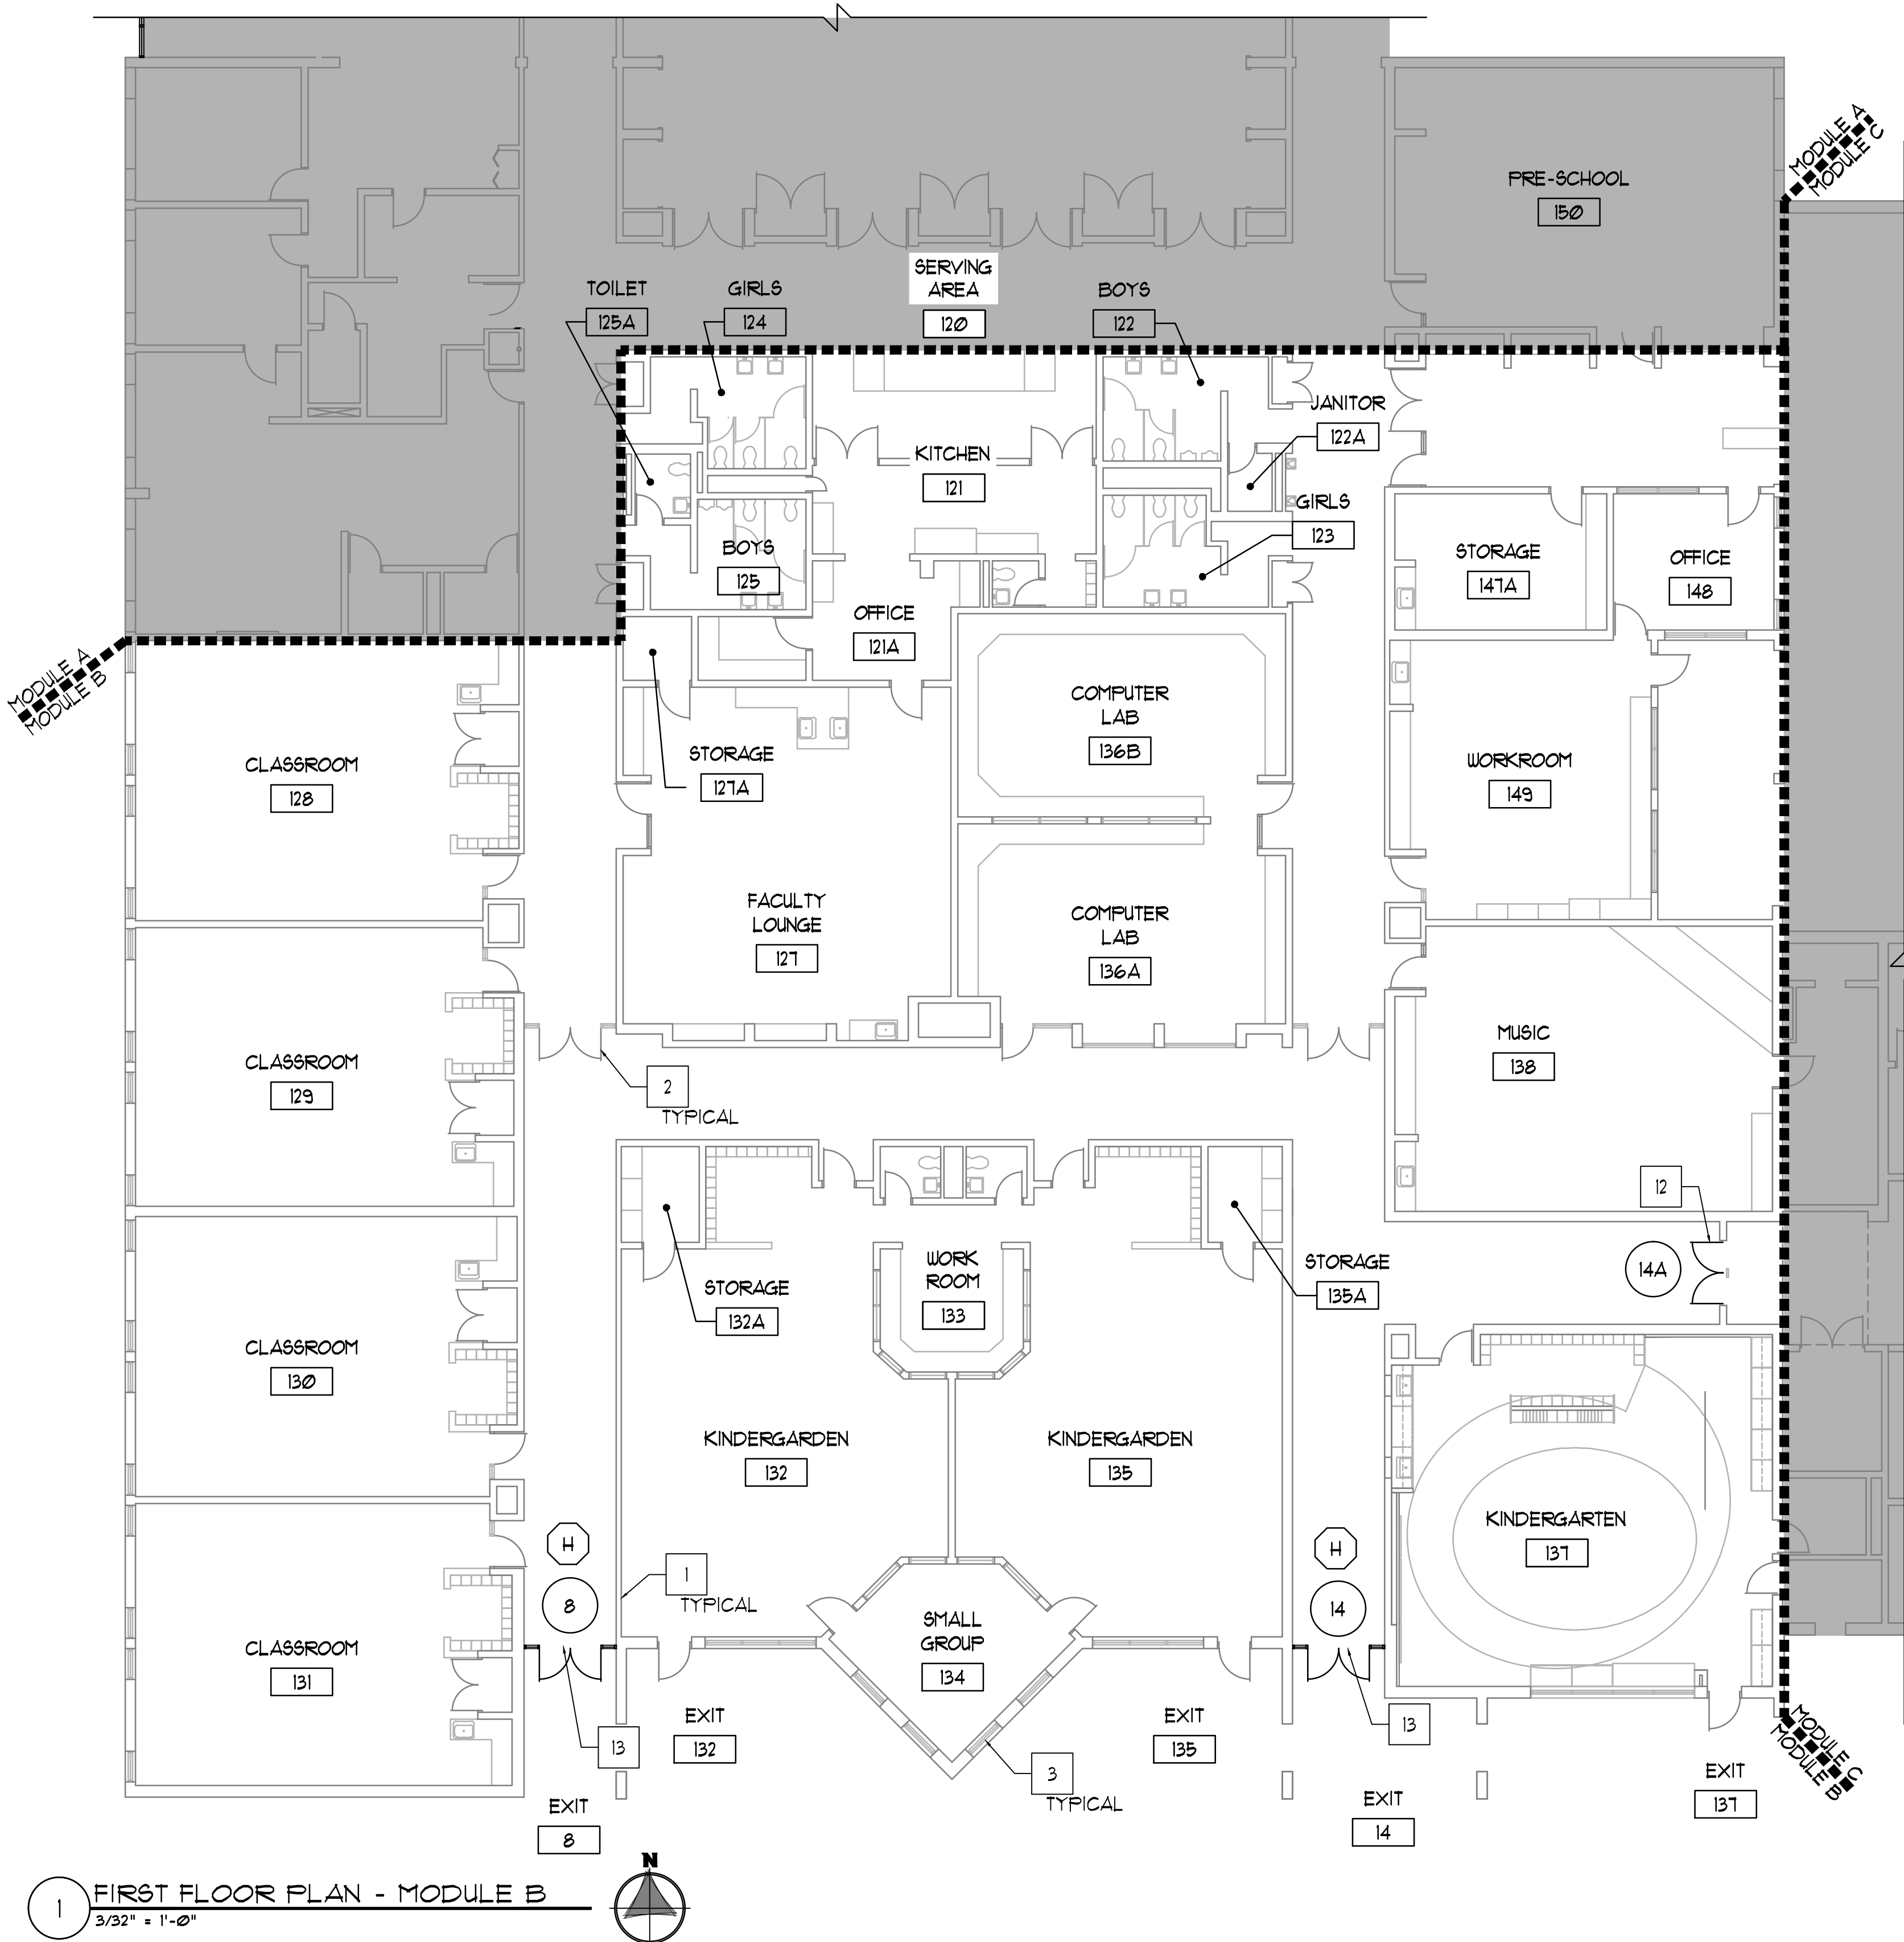 MODULE A
MODULE C
PRE-SCHOOL
150
SERVING
AREA
120
TOILET
125A
GIRLS
124
BOYS
122
JANITOR
122A
KITCHEN
121
GIRLS
123
BOYS
125
STORAGE
147A
OFFICE
148
OFFICE
121A
MODULE A
MODULE B
COMPUTER
LAB
136B
STORAGE
127A
CLASSROOM
128
WORKROOM
149
FACULTY
LOUNGE
127
COMPUTER
LAB
136A
MUSIC
138
CLASSROOM
129
2
TYPICAL
12
14A
WORK
ROOM
133
STORAGE
132A
STORAGE
135A
CLASSROOM
130
KINDERGARDEN
132
KINDERGARDEN
135
KINDERGARTEN
137
H
8
1
TYPICAL
H
14
SMALL
GROUP
134
CLASSROOM
131
13
EXIT
132
EXIT
135
13
3
TYPICAL
MODULE C
MODULE B
EXIT
137
EXIT
8
EXIT
14
N
1
FIRST FLOOR PLAN - MODULE B
3/32" = 1'-0"